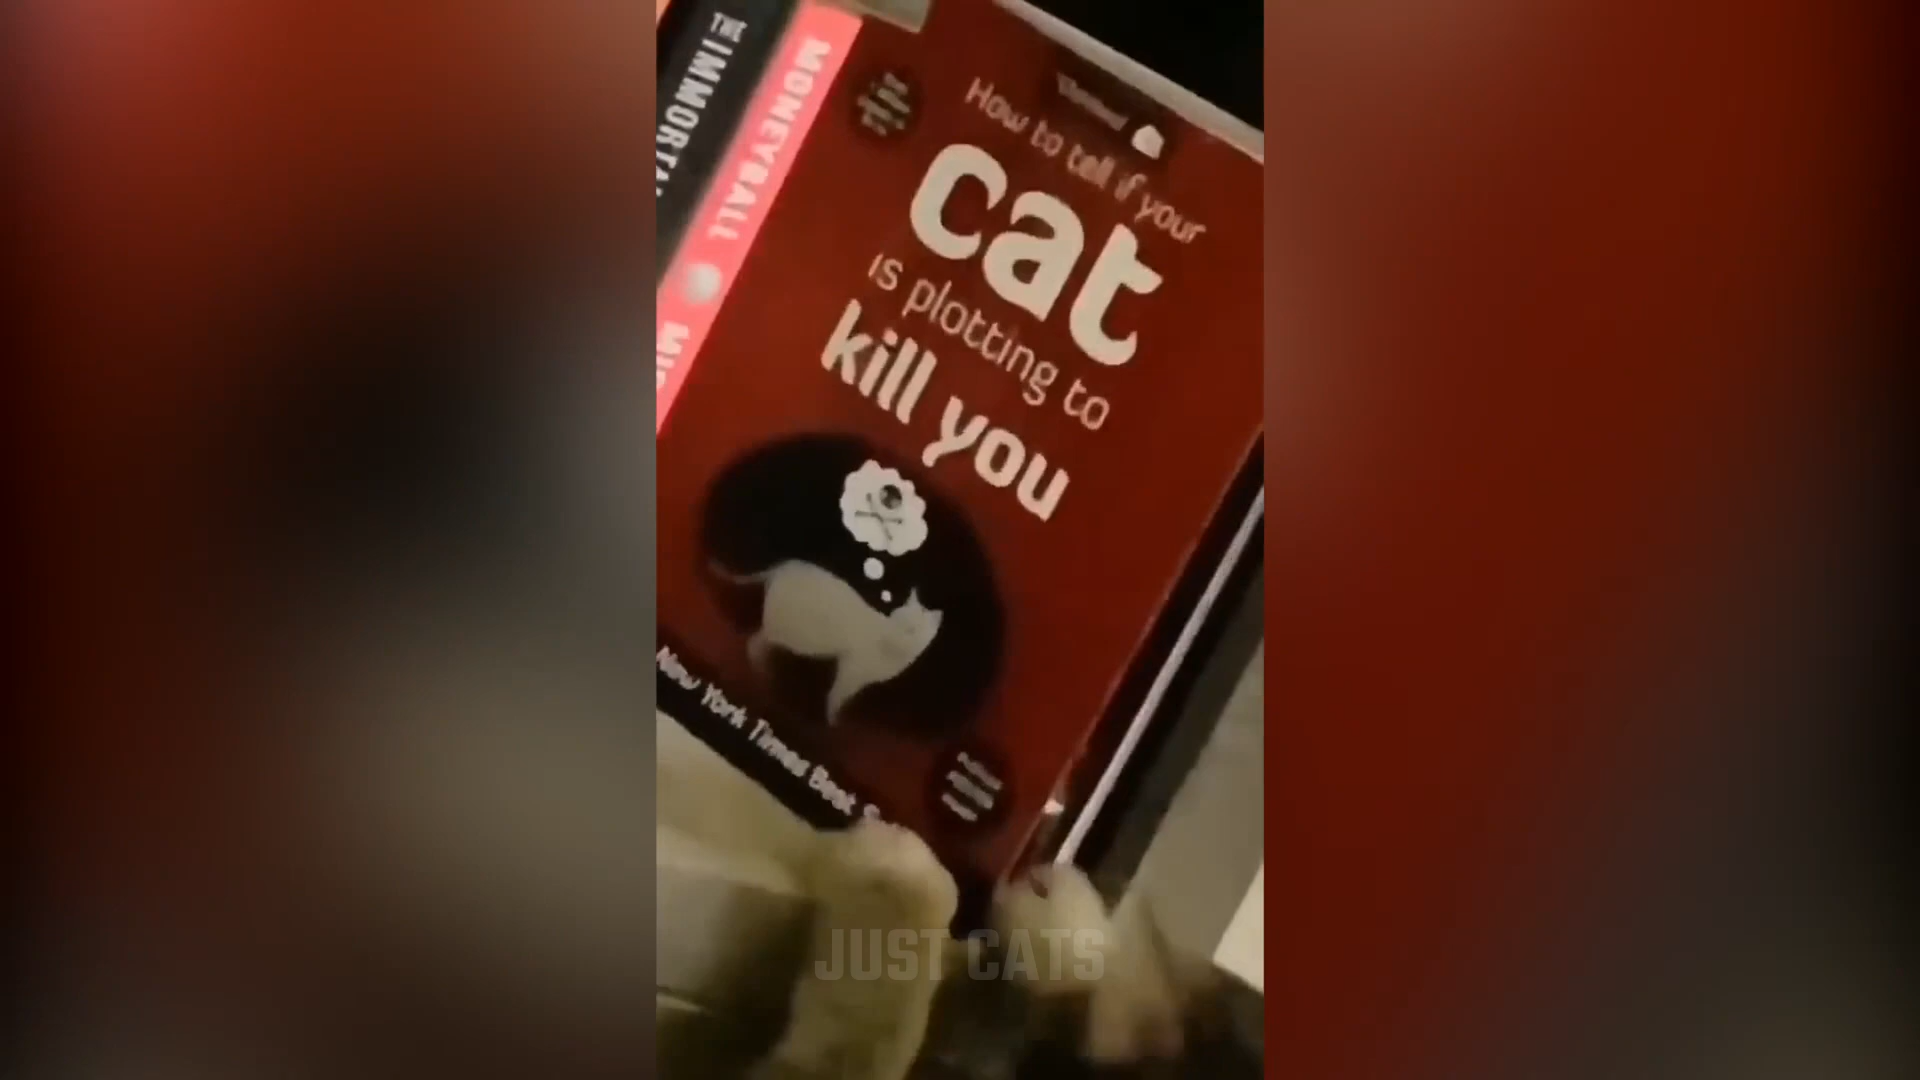 THE IMMORTAL
MONEYBALL
How to tell if your
cat
is plotting to
kill you
New York Times Best
JUST CATS